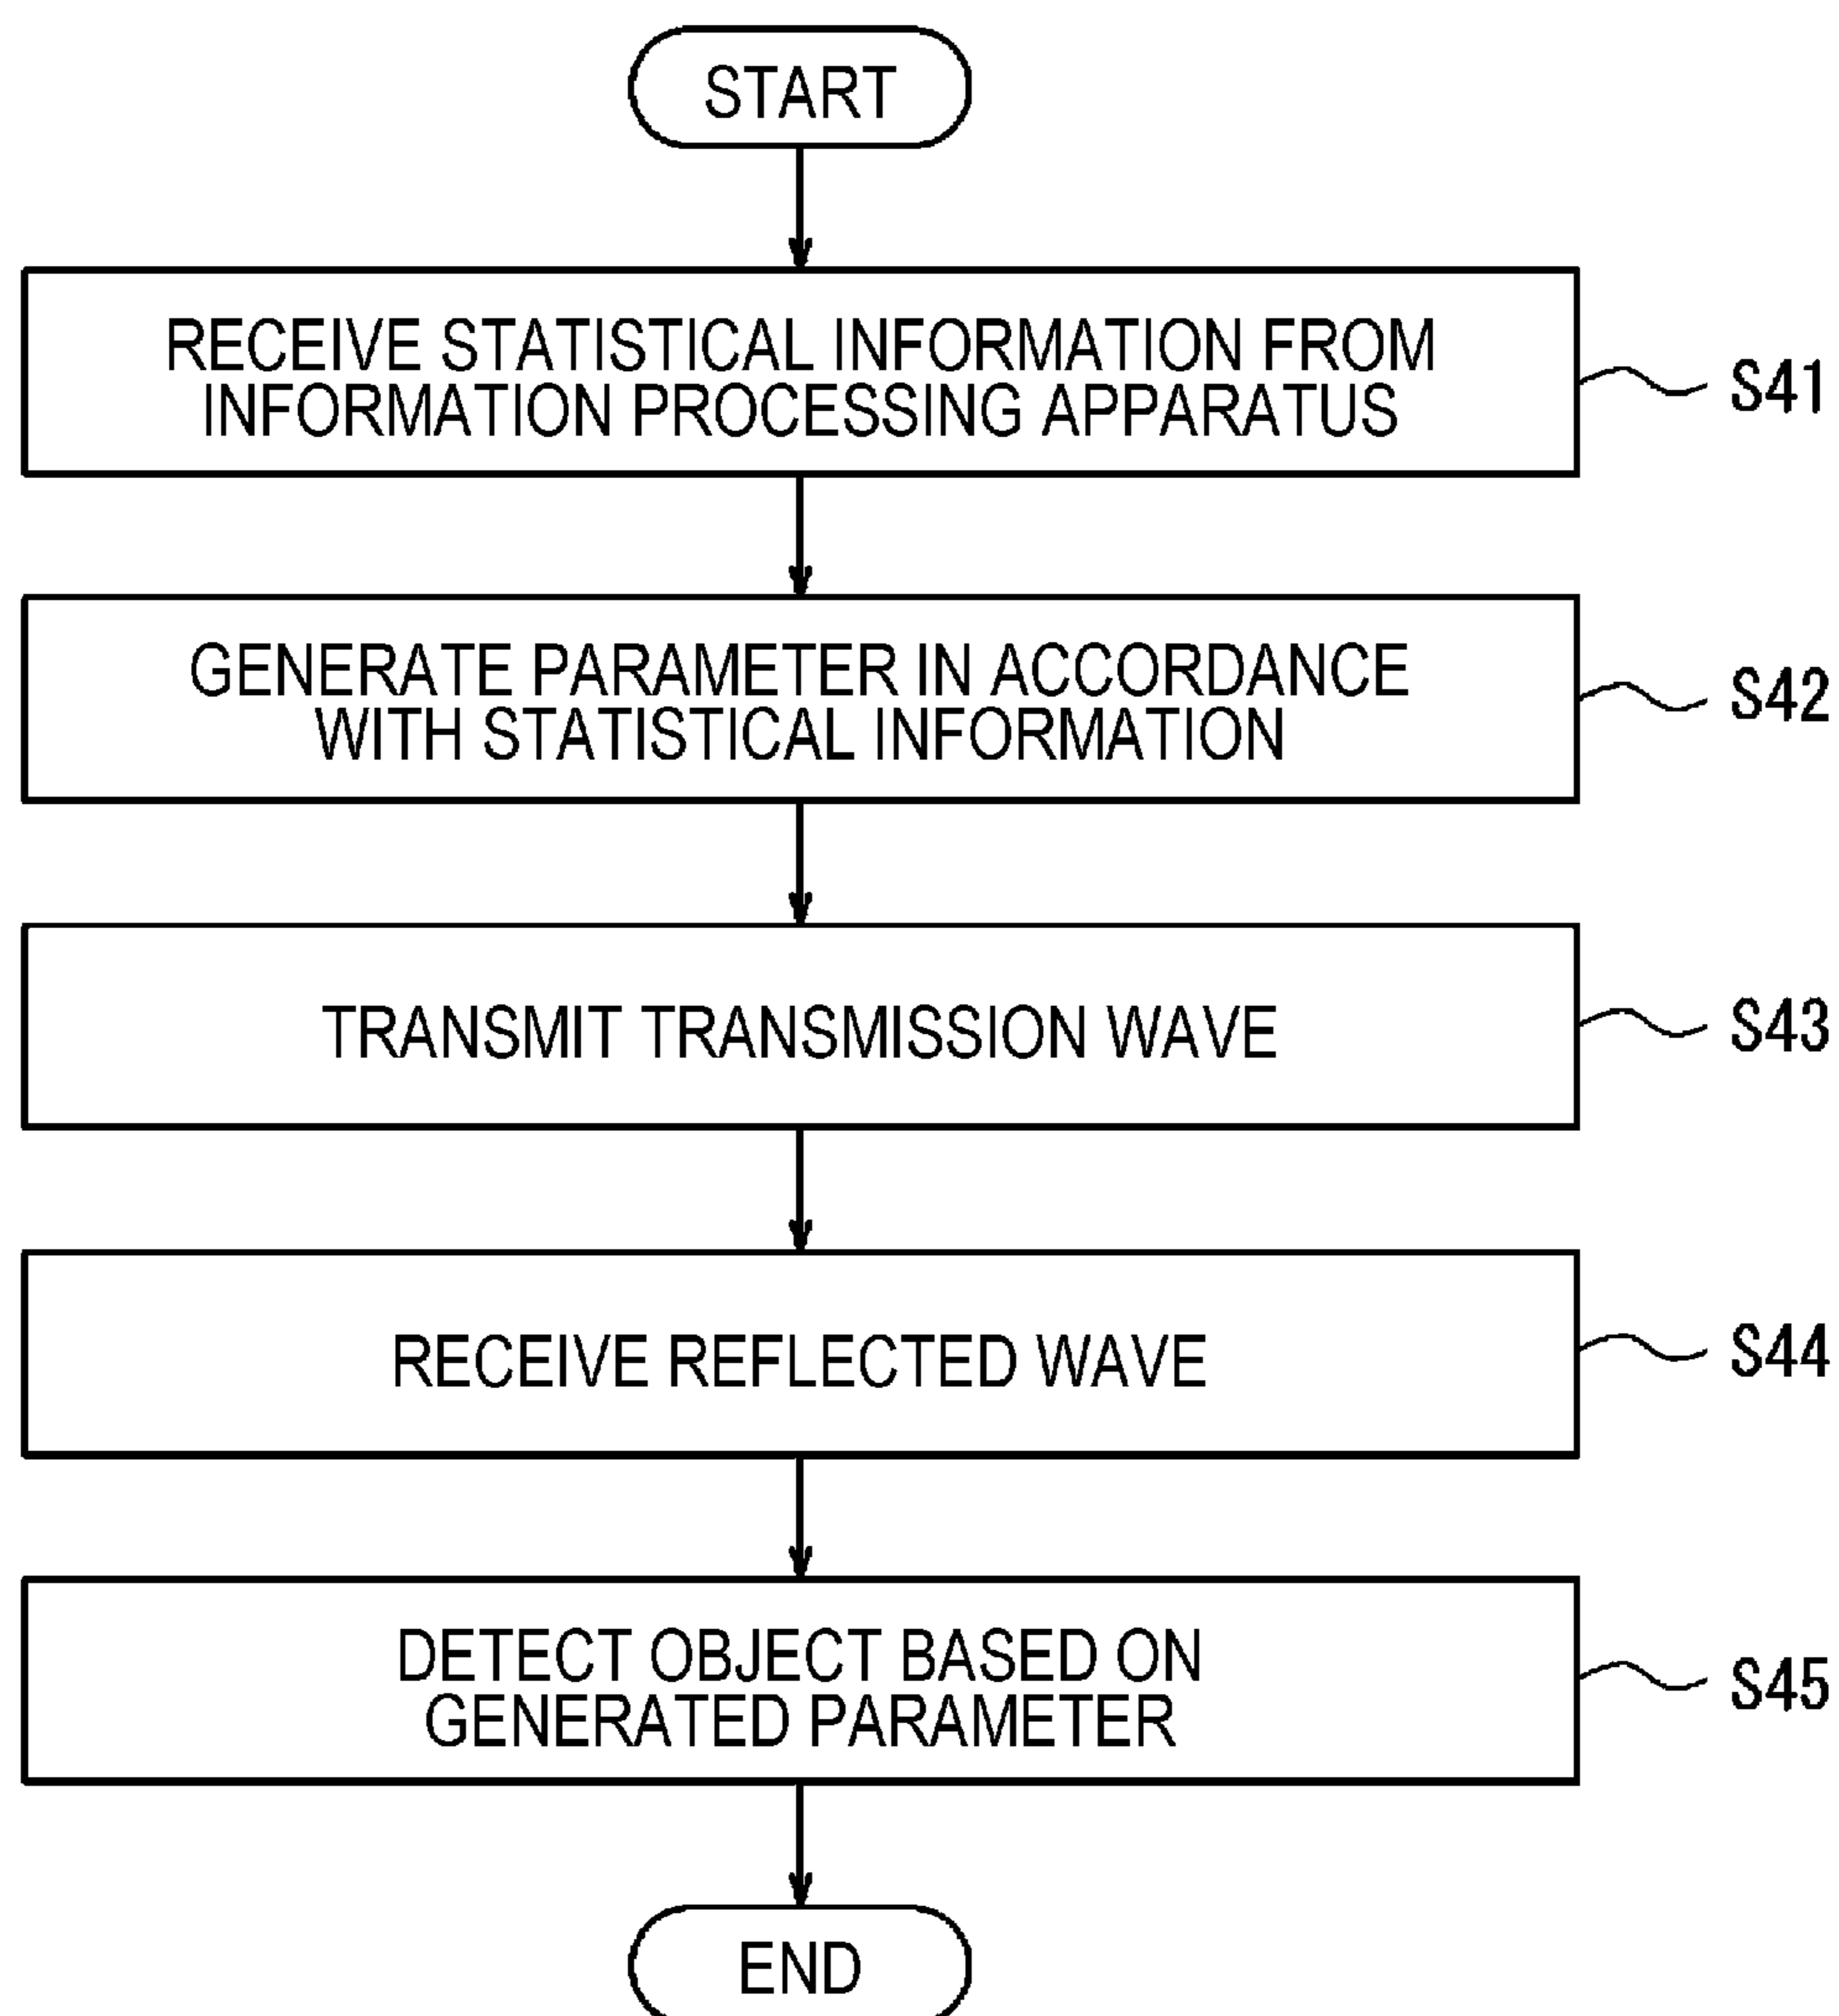 START
RECEIVE STATISTICAL INFORMATION FROM
INFORMATION PROCESSING APPARATUS
S41
GENERATE PARAMETER IN ACCORDANCE
WITH STATISTICAL INFORMATION
S42
TRANSMIT TRANSMISSION WAVE
S43
RECEIVE REFLECTED WAVE
S44
DETECT OBJECT BASED ON
GENERATED PARAMETER
S45
END